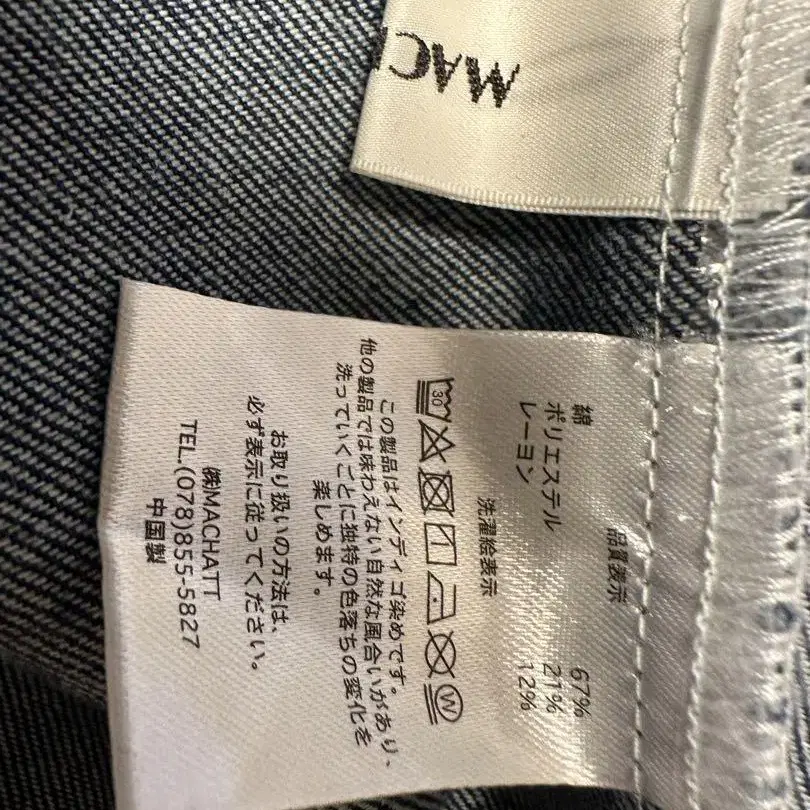 MAC
品質表示
綿 67%
ポリエステル 21%
レーヨン 12%
洗濯絵表示
30
W
この製品はインディゴ染めです。
他の製品では味わえない自然な風合いがあり、
洗っていくごとに独特の色落ちの変化を
楽しめます。
お取り扱いの方法は、
必ず表示に従ってください。
㈱MACHATT
TEL.(078)855-5827
中国製